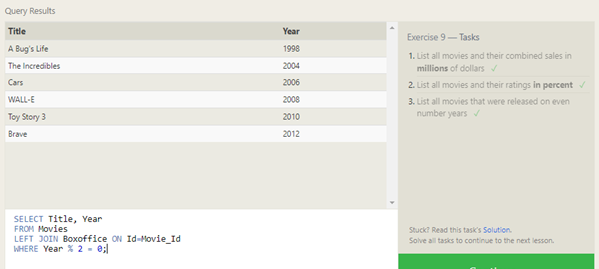 Query Results
Title Year
A Bug's Life 1998
The Incredibles 2004
Cars 2006
WALL-E 2008
Toy Story 3 2010
Brave 2012
SELECT Title, Year
FROM Movies
LEFT JOIN Boxoffice ON Id=Movie_Id
WHERE Year % 2 = 0;
Exercise 9 — Tasks
1. List all movies and their combined sales in
millions of dollars ✓
2. List all movies and their ratings in percent ✓
3. List all movies that were released on even
number years ✓
Stuck? Read this task's Solution.
Solve all tasks to continue to the next lesson.